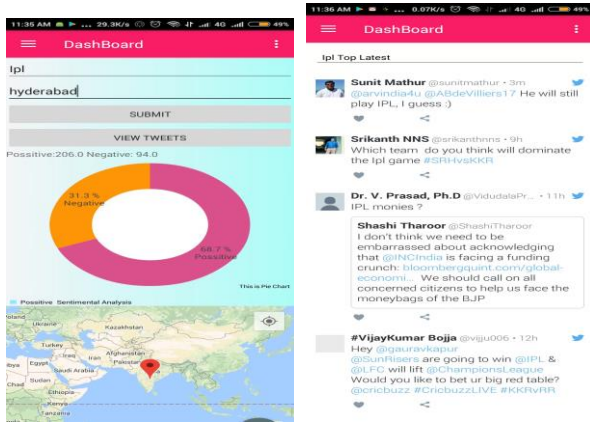 11:35 AM ... 29.3K/s 4G 49%
DashBoard
Ipl
hyderabad
SUBMIT
VIEW TWEETS
Possitive:206.0 Negative: 94.0
31.3 %
Negative
68.7 %
Possitive
This is Pie Chart
Possitive Sentimental Analysis
Poland
Ukraine
Kazakhstan
Turkey
Iraq
Iran
Afghanistan
Pakistan
Libya
Egypt
Saudi Arabia
Chad
Sudan
Ethiopia
Kenya
Tanzania
11:36 AM ... 0.07K/s 4G 49%
DashBoard
Ipl Top Latest
Sunit Mathur @sunitmathur • 3m
@arvindia4u @ABdeVilliers17 He will still
play IPL, I guess :)
Srikanth NNS @srikanthnns • 9h
Which team do you think will dominate
the Ipl game #SRHvsKKR
Dr. V. Prasad, Ph.D @VidudalaPr.. • 11h
IPL monies ?
Shashi Tharoor @ShashiTharoor
I don't think we need to be
embarrassed about acknowledging
that @INCIndia is facing a funding
crunch: bloombergquint.com/global-
economi... We should call on all
concerned citizens to help us face the
moneybags of the BJP
#VijayKumar Bojja @vijju006 • 12h
Hey @gauravkapur
@SunRisers are going to win @IPL &
@LFC will lift @ChampionsLeague
Would you like to bet ur big red table?
@cricbuzz #CricbuzzLIVE #KKRvRR